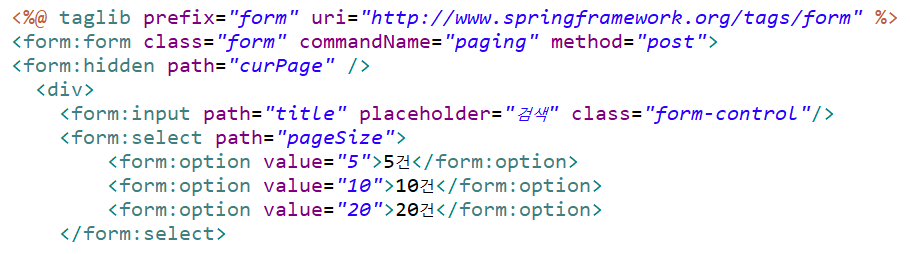 <%@ taglib prefix="form" uri="http://www.springframework.org/tags/form" %>
<form:form class="form" commandName="paging" method="post">
<form:hidden path="curPage" />
<div>
<form:input path="title" placeholder="검색" class="form-control"/>
<form:select path="pageSize">
<form:option value="5">5건</form:option>
<form:option value="10">10건</form:option>
<form:option value="20">20건</form:option>
</form:select>